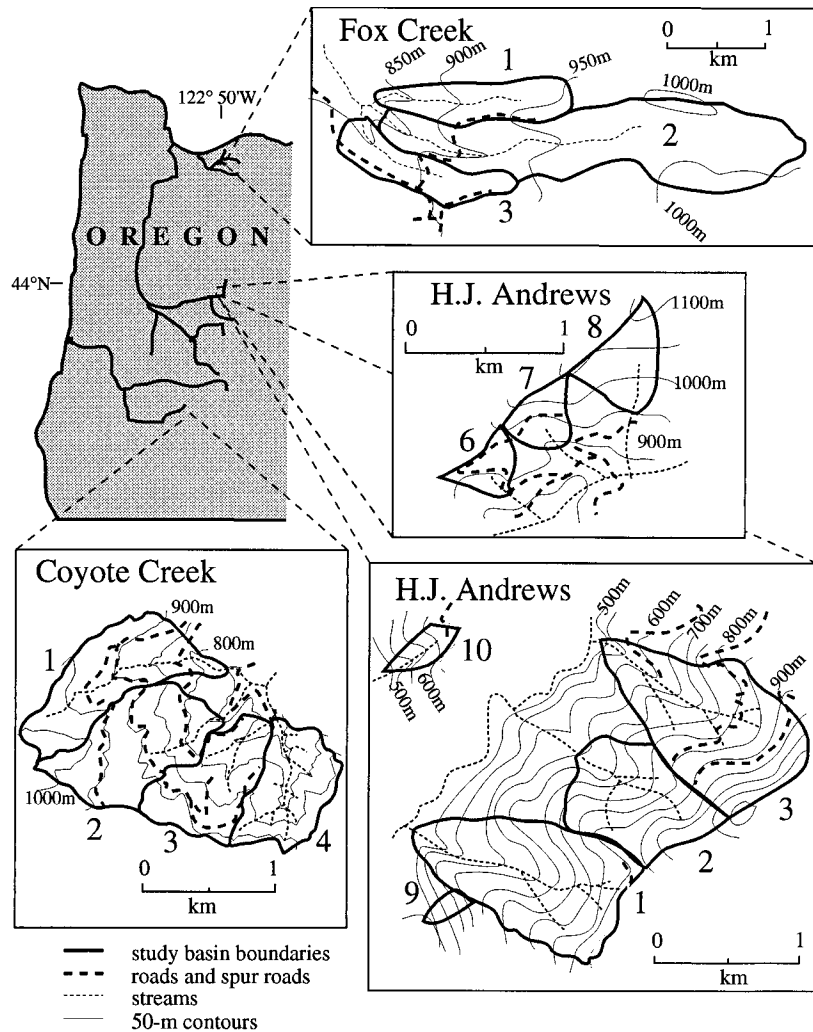 122° 50'W
OREGON
44°N
Fox Creek
0 1
km
1
850m
900m
950m
1000m
2
1000m
3
H.J. Andrews
0 1
km
8
1100m
7
1000m
6
900m
Coyote Creek
900m
800m
1
1000m
2
3
4
0 1
km
H.J. Andrews
500m
600m
700m
800m
900m
10
500m
600m
3
2
1
9
0 1
km
study basin boundaries
roads and spur roads
streams
50-m contours